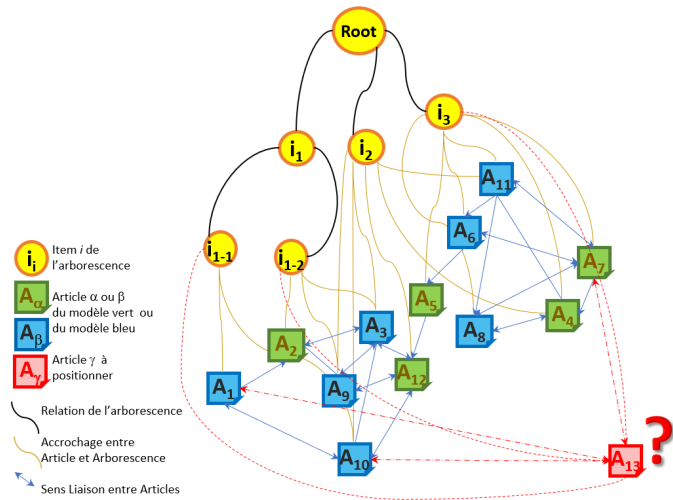 Root
i1
i2
i3
A11
A6
i1-1
i1-2
A7
ii
Item i de
l'arborescence
Aα
Article α ou β
du modèle vert ou
du modèle bleu
Aβ
A5
A4
A8
A3
A2
A12
Aγ
Article γ à
positionner
A1
A9
Relation de l'arborescence
Accrochage entre
Article et Arborescence
A10
A13
?
Sens Liaison entre Articles